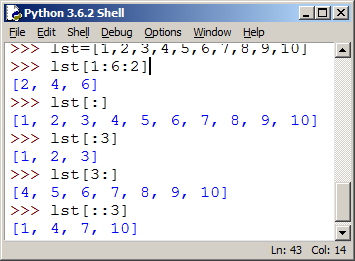 Python 3.6.2 Shell
File Edit Shell Debug Options Window Help
>>> lst=[1,2,3,4,5,6,7,8,9,10]
>>> lst[1:6:2]
[2, 4, 6]
>>> lst[:]
[1, 2, 3, 4, 5, 6, 7, 8, 9, 10]
>>> lst[:3]
[1, 2, 3]
>>> lst[3:]
[4, 5, 6, 7, 8, 9, 10]
>>> lst[::3]
[1, 4, 7, 10]
Ln: 43 Col: 14